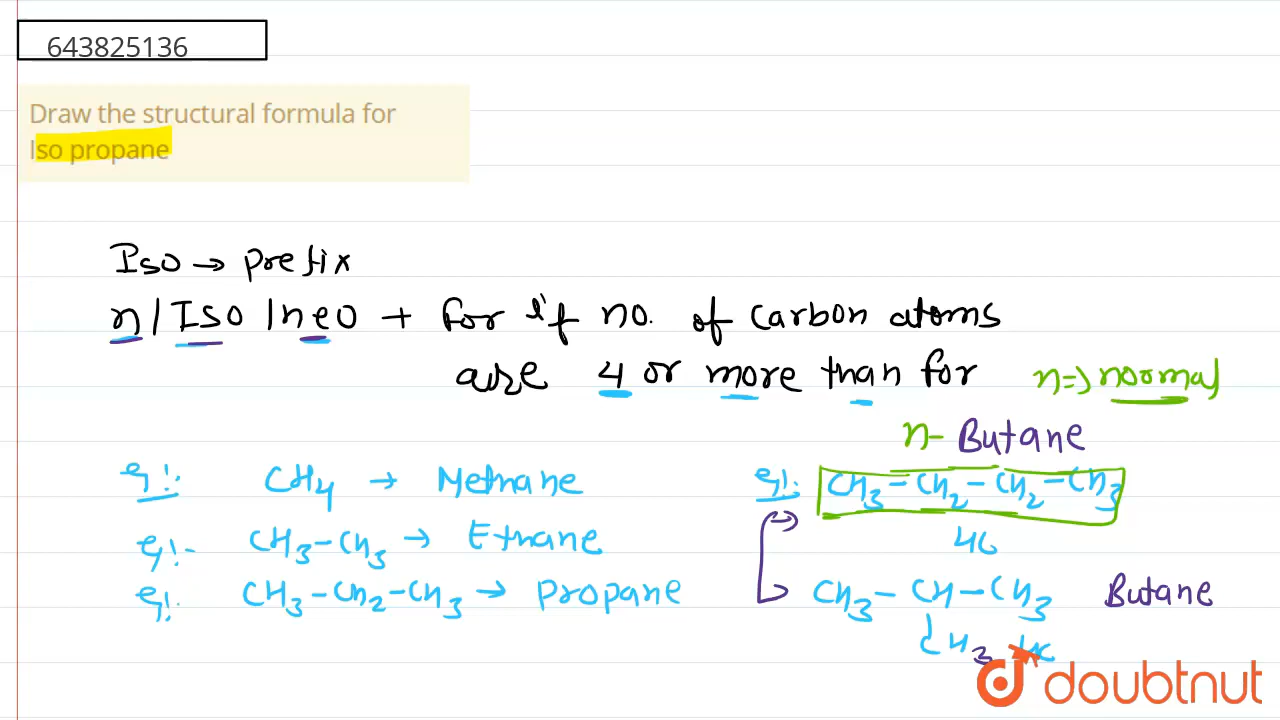 643825136
Draw the structural formula for
Iso propane
Iso → prefix
n/Iso/neo + for if no. of carbon atoms
are 4 or more than for
n => normal
n- Butane
Eg!: CH4 → Methane
Eg!: CH3-CH2-CH2-CH3
Eg!:- CH3-CH3 → Ethane
4C
Eg!: CH3-CH2-CH3 → Propane
CH3-CH-CH3 Butane
CH3
doubtnut